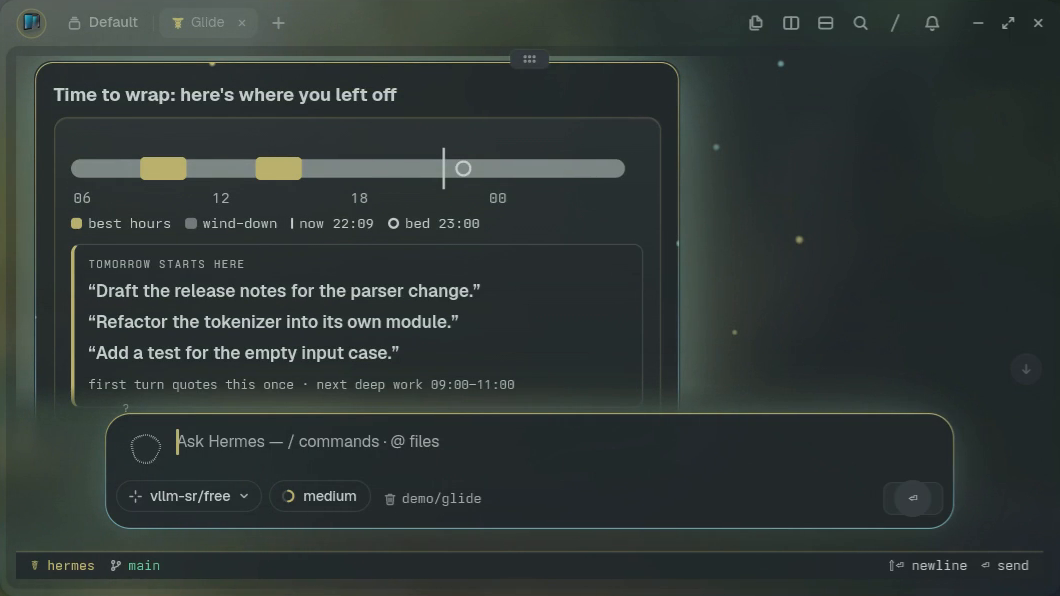 Default
Glide
Time to wrap: here's where you left off
06 12 18 00
best hours wind-down now 22:09 bed 23:00
TOMORROW STARTS HERE
“Draft the release notes for the parser change.”
“Refactor the tokenizer into its own module.”
“Add a test for the empty input case.”
first turn quotes this once · next deep work 09:00–11:00
?
Ask Hermes — / commands · @ files
vllm-sr/free medium demo/glide
hermes main ⇧⏎ newline ⏎ send